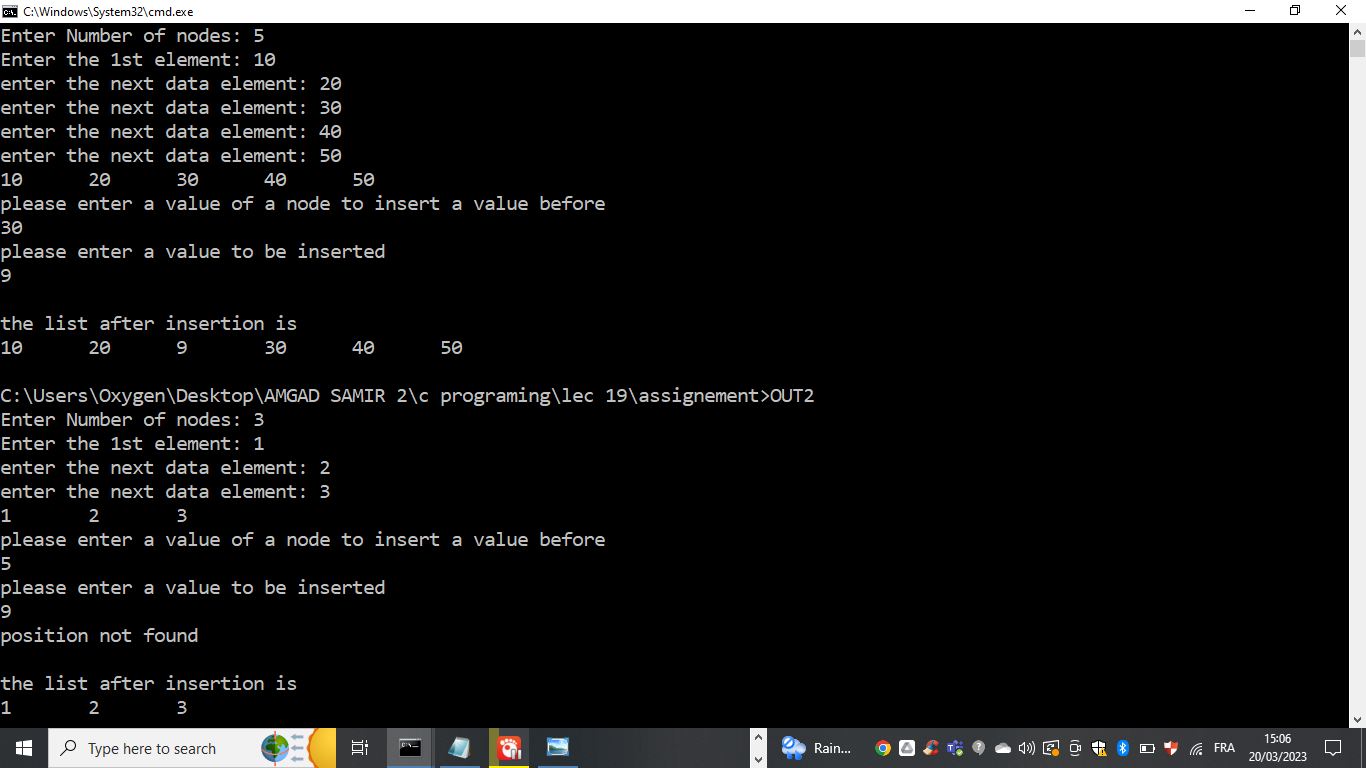 C:\Windows\System32\cmd.exe
Enter Number of nodes: 5
Enter the 1st element: 10
enter the next data element: 20
enter the next data element: 30
enter the next data element: 40
enter the next data element: 50
10 20 30 40 50
please enter a value of a node to insert a value before
30
please enter a value to be inserted
9
the list after insertion is
10 20 9 30 40 50
C:\Users\Oxygen\Desktop\AMGAD SAMIR 2\c programing\lec 19\assignement>OUT2
Enter Number of nodes: 3
Enter the 1st element: 1
enter the next data element: 2
enter the next data element: 3
1 2 3
please enter a value of a node to insert a value before
5
please enter a value to be inserted
9
position not found
the list after insertion is
1 2 3
Type here to search
Rain...
FRA
15:06
20/03/2023